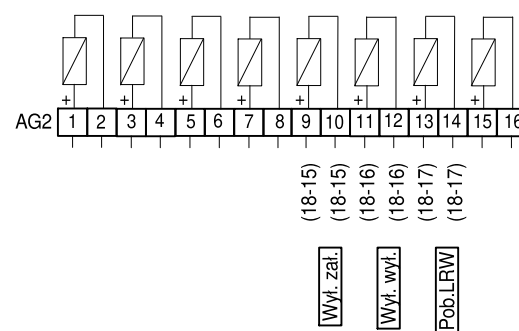 + + + + + + + +
AG2 1 2 3 4 5 6 7 8 9 10 11 12 13 14 15 16
(18-15) (18-15) (18-16) (18-16) (18-17) (18-17)
Wył. zał. Wył. wył. Pob.LRW